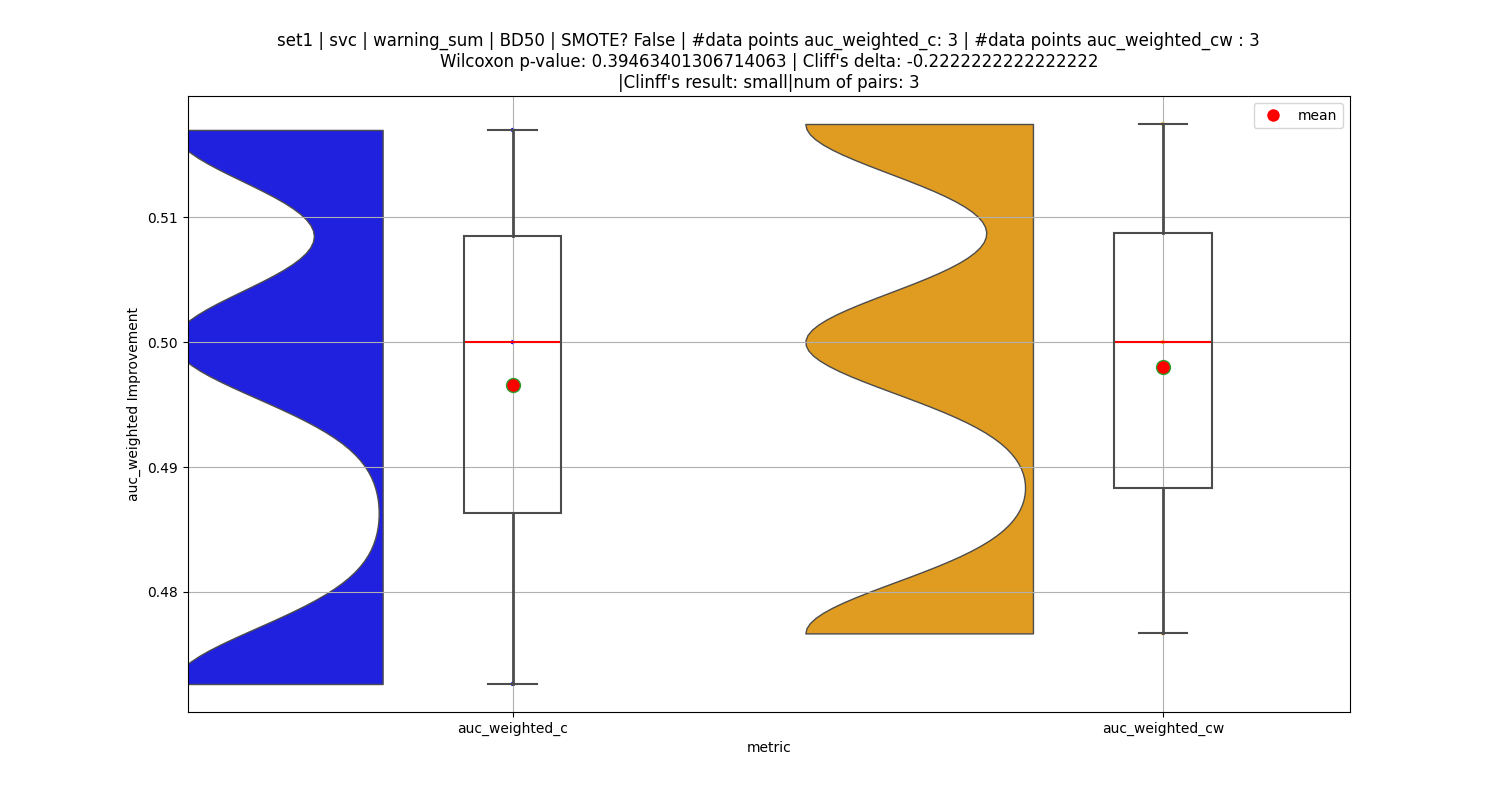 set1 | svc | warning_sum | BD50 | SMOTE? False | #data points auc_weighted_c: 3 | #data points auc_weighted_cw : 3
Wilcoxon p-value: 0.39463401306714063 | Cliff's delta: -0.2222222222222222
|Clinff's result: small|num of pairs: 3
mean
0.51
0.50
0.49
0.48
auc_weighted Improvement
auc_weighted_c
auc_weighted_cw
metric